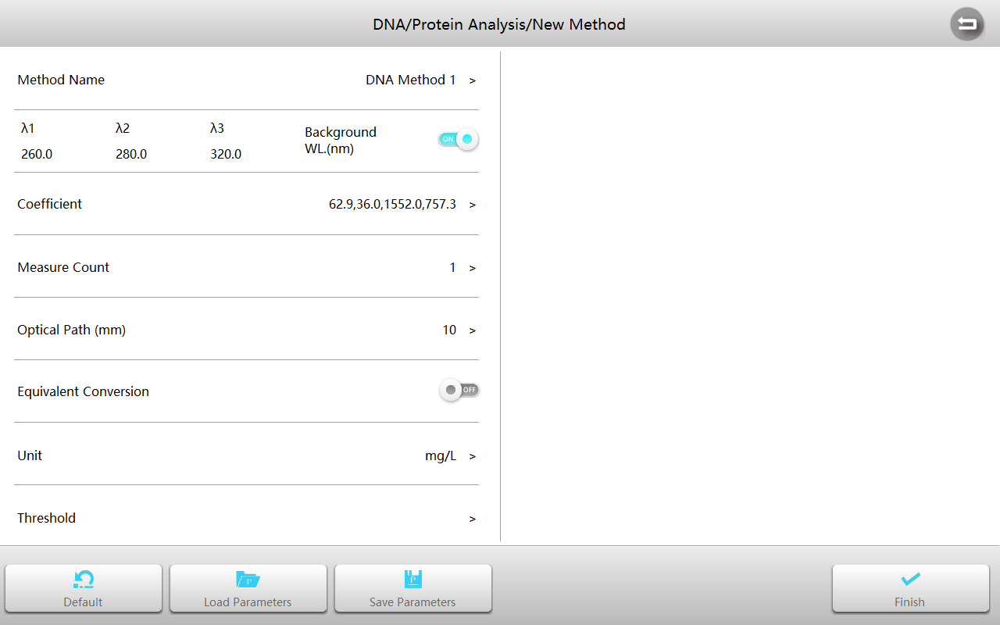 DNA/Protein Analysis/New Method
Method Name DNA Method 1 >
λ1 λ2 λ3 Background
260.0 280.0 320.0 WL.(nm) ON
Coefficient 62.9,36.0,1552.0,757.3 >
Measure Count 1 >
Optical Path (mm) 10 >
Equivalent Conversion OFF
Unit mg/L >
Threshold >
P P
Default Load Parameters Save Parameters Finish